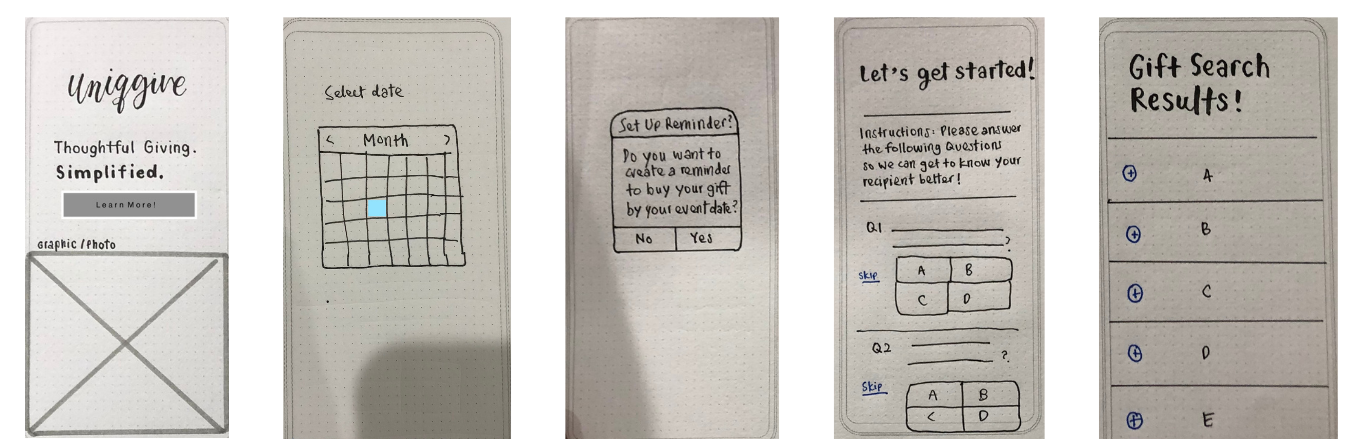 Uniqgive
Thoughtful Giving.
Simplified.
Learn More!
Graphic/Photo
Select date
< Month >
Set Up Reminder?
Do you want to
create a reminder
to buy your gift
by your event date?
No Yes
Let's get started!
Instructions: Please answer
the following Questions
so we can get to know your
recipient better!
Q1
?
Skip
A B
C D
Q2
?
Skip
A B
C D
Gift Search
Results!
+ A
+ B
+ C
+ D
+ E